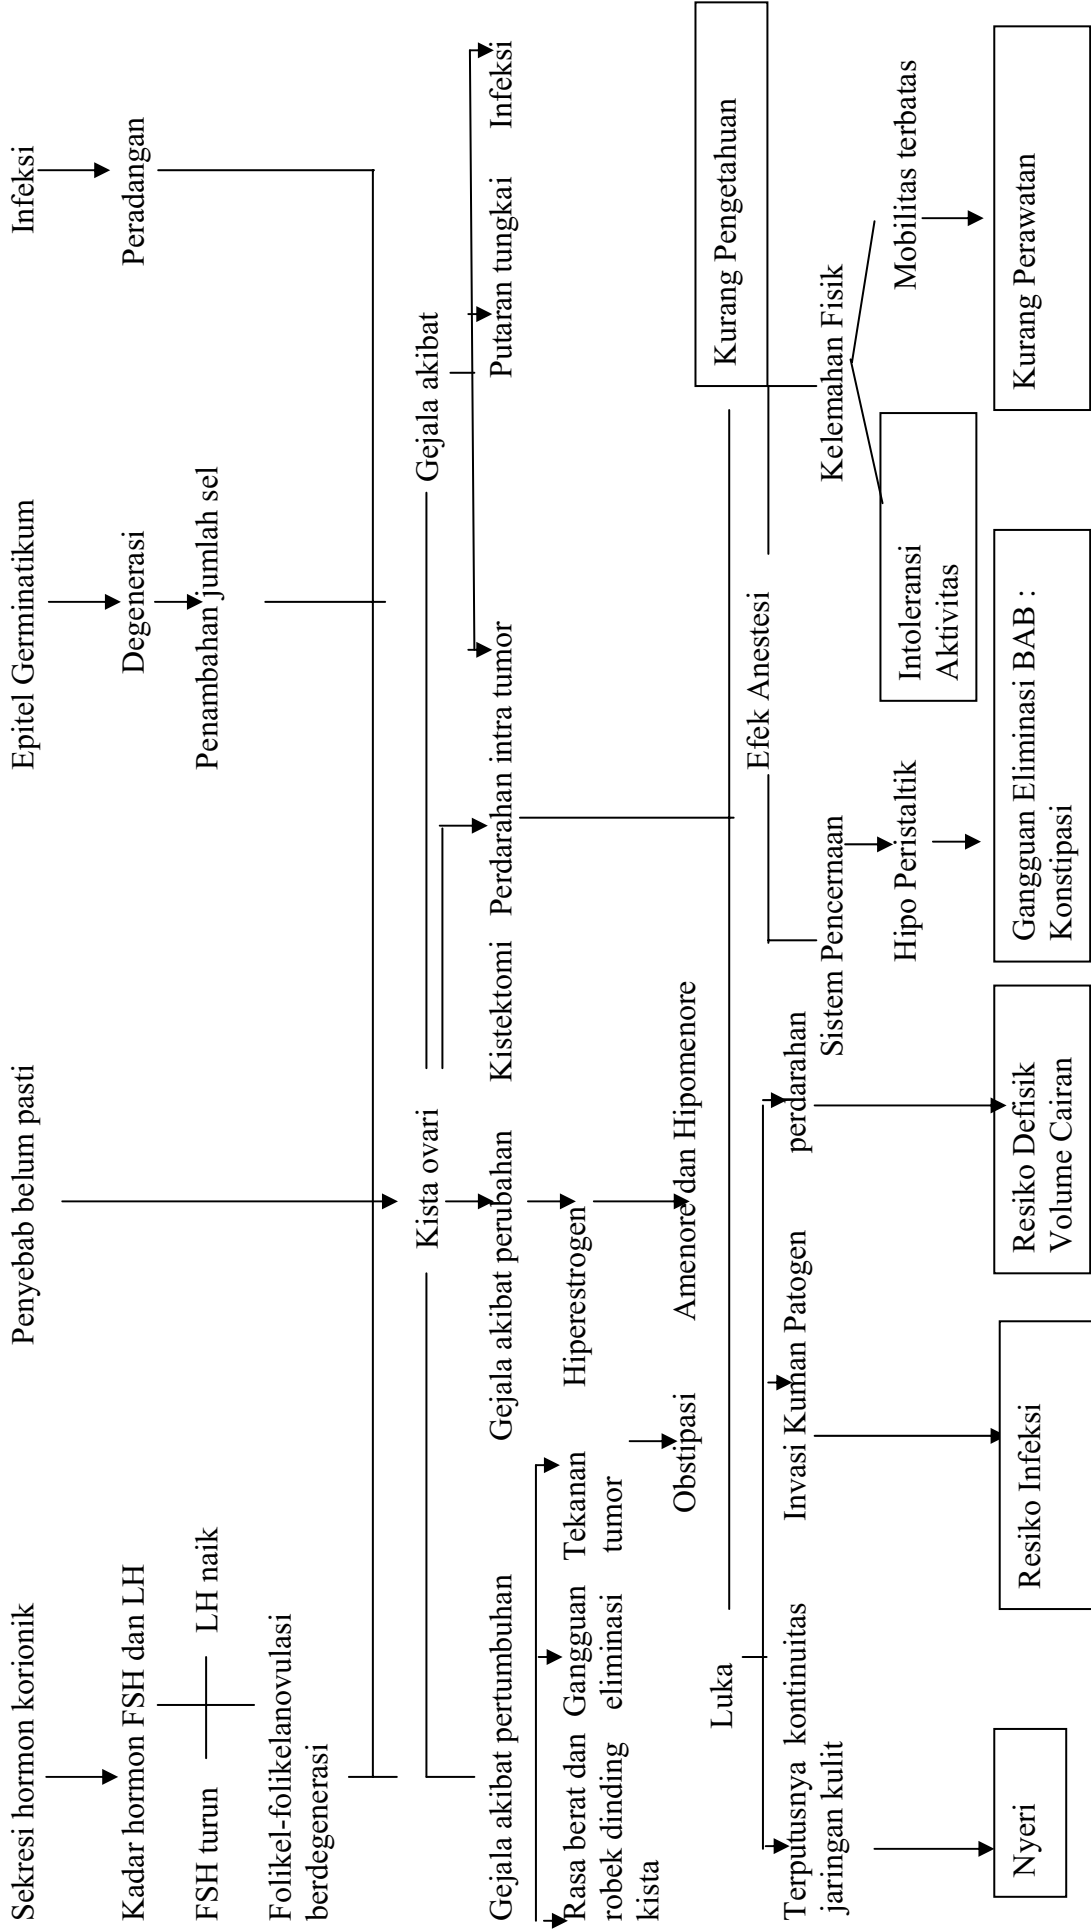 Sekresi hormon korionik
Penyebab belum pasti
Epitel Germinatikum
Infeksi
Kadar hormon FSH dan LH
Degenerasi
Peradangan
FSH turun
LH naik
Penambahan jumlah sel
Folikel-folikelanovulasi
berdegenerasi
Kista ovari
Gejala akibat
Gejala akibat pertumbuhan
Gejala akibat perubahan
Kistektomi
Perdarahan intra tumor
Putaran tungkai
Infeksi
Rasa berat dan
robek dinding
kista
Gangguan
eliminasi
Tekanan
tumor
Hiperestrogen
Obstipasi
Amenore dan Hipomenore
Luka
Efek Anestesi
Kurang Pengetahuan
Terputusnya kontinuitas
jaringan kulit
Invasi Kuman Patogen
perdarahan
Sistem Pencernaan
Kelemahan Fisik
Hipo Peristaltik
Intoleransi
Aktivitas
Mobilitas terbatas
Nyeri
Resiko Infeksi
Resiko Defisik
Volume Cairan
Gangguan Eliminasi BAB :
Konstipasi
Kurang Perawatan